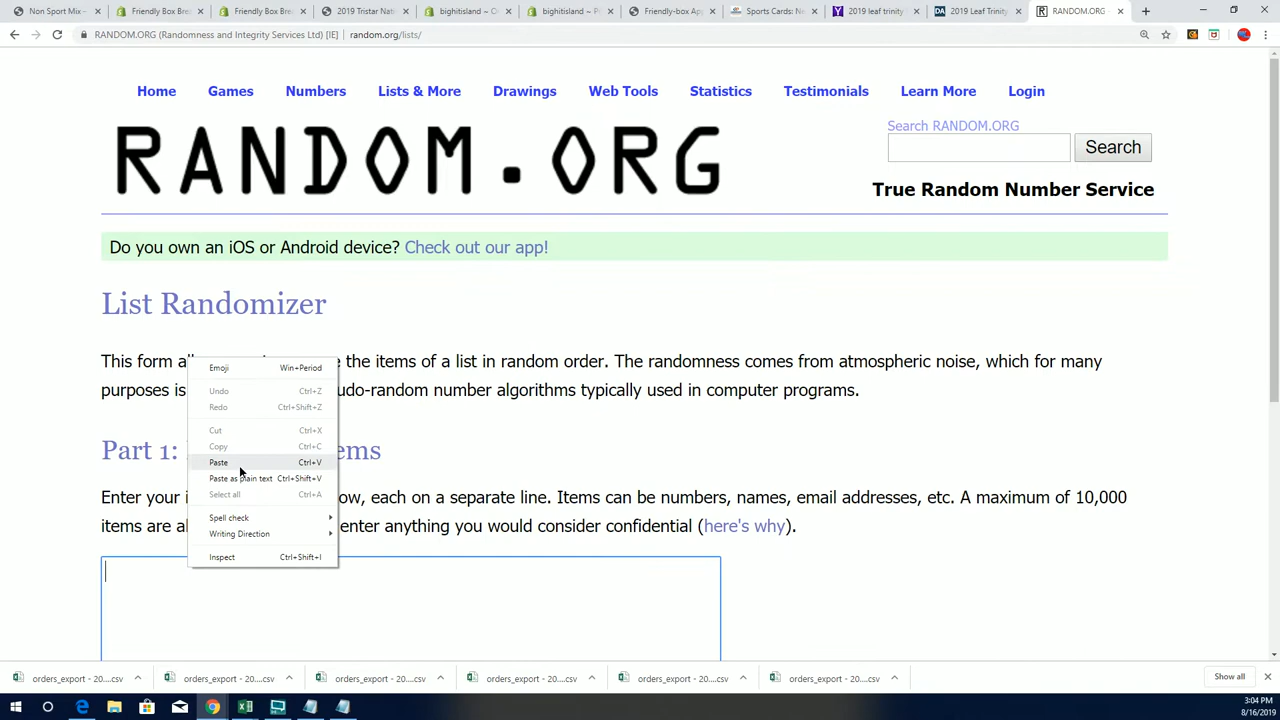 Non Sport Mix -
Friendly Box Bre
Friendly Box Bre
2019 Tristar Nat
bighitisland ~ O
bighitisland ~ P
Friendly-box App
Sports Cards: Ne
2019 leaf trinity
2019 Leaf Trinity
RANDOM.ORG
RANDOM.ORG (Randomness and Integrity Services Ltd) [IE] | random.org/lists/
Home Games Numbers Lists & More Drawings Web Tools Statistics Testimonials Learn More Login
RANDOM.ORG
Search RANDOM.ORG
Search
True Random Number Service
Do you own an iOS or Android device? Check out our app!
List Randomizer
This form al e the items of a list in random order. The randomness comes from atmospheric noise, which for many
purposes is udo-random number algorithms typically used in computer programs.
Part 1: ems
Enter your i ow, each on a separate line. Items can be numbers, names, email addresses, etc. A maximum of 10,000
items are al enter anything you would consider confidential (here's why).
Emoji Win+Period
Undo Ctrl+Z
Redo Ctrl+Shift+Z
Cut Ctrl+X
Copy Ctrl+C
Paste Ctrl+V
Paste as plain text Ctrl+Shift+V
Select all Ctrl+A
Spell check
Writing Direction
Inspect Ctrl+Shift+I
orders_export - 20....csv
orders_export - 20....csv
orders_export - 20....csv
orders_export - 20....csv
orders_export - 20....csv
orders_export - 20....csv
Show all
3:04 PM
8/16/2019